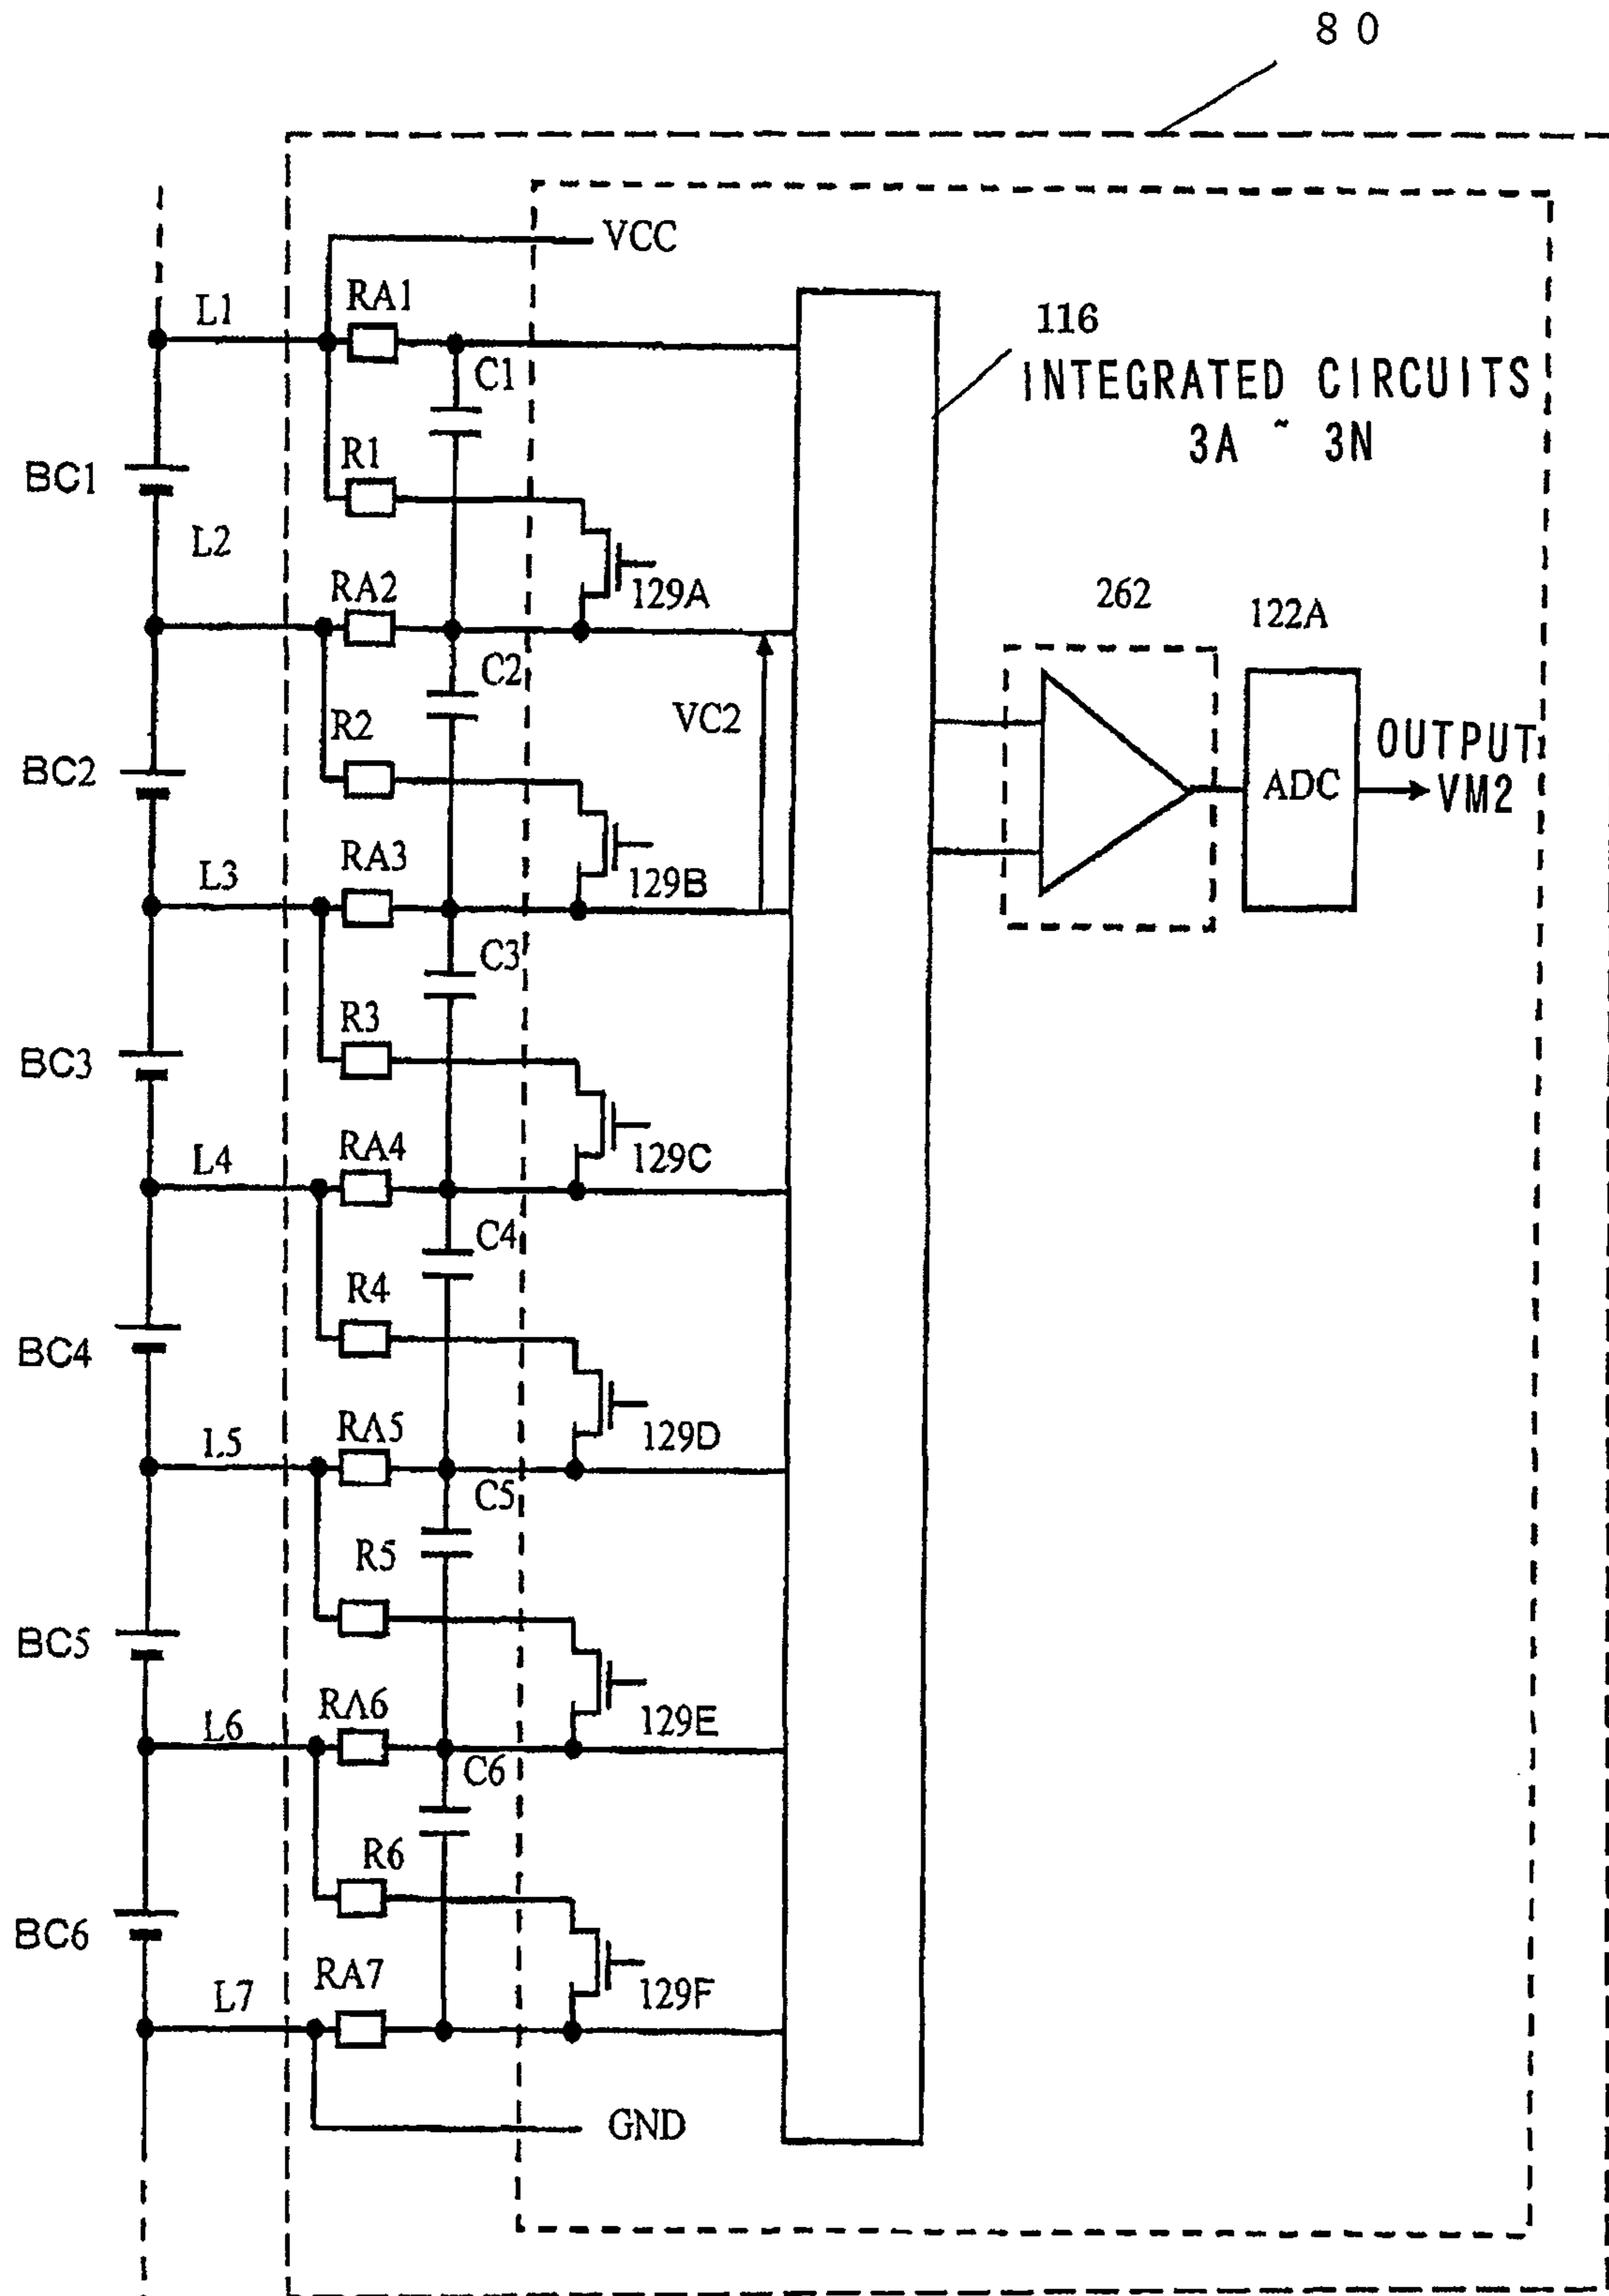 80
VCC
L1
RA1
116
C1
INTEGRATED CIRCUITS
3A ~ 3N
R1
BC1
L2
RA2
129A
262
122A
C2
VC2
R2
OUTPUT
BC2
ADC
VM2
RA3
L3
129B
C3
R3
BC3
RA4
L4
129C
C4
R4
BC4
RA5
L5
129D
C5
R5
BC5
RA6
L6
129E
C6
R6
BC6
RA7
L7
129F
GND